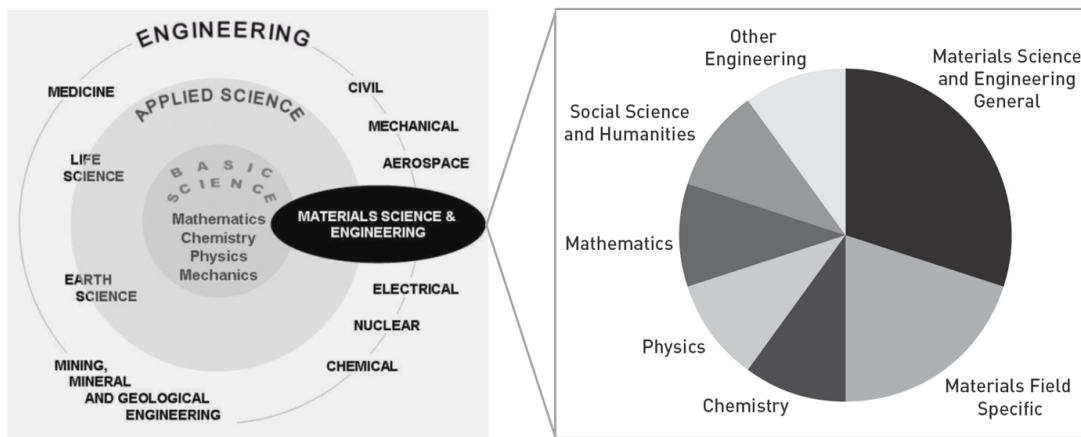 ENGINEERING
APPLIED SCIENCE
BASIC
SCIENCE
Mathematics
Chemistry
Physics
Mechanics
MEDICINE
LIFE
SCIENCE
EARTH
SCIENCE
MINING,
MINERAL
AND GEOLOGICAL
ENGINEERING
CIVIL
MECHANICAL
AEROSPACE
MATERIALS SCIENCE &
ENGINEERING
ELECTRICAL
NUCLEAR
CHEMICAL
Other
Engineering
Materials Science
and Engineering
General
Social Science
and Humanities
Mathematics
Physics
Chemistry
Materials Field
Specific